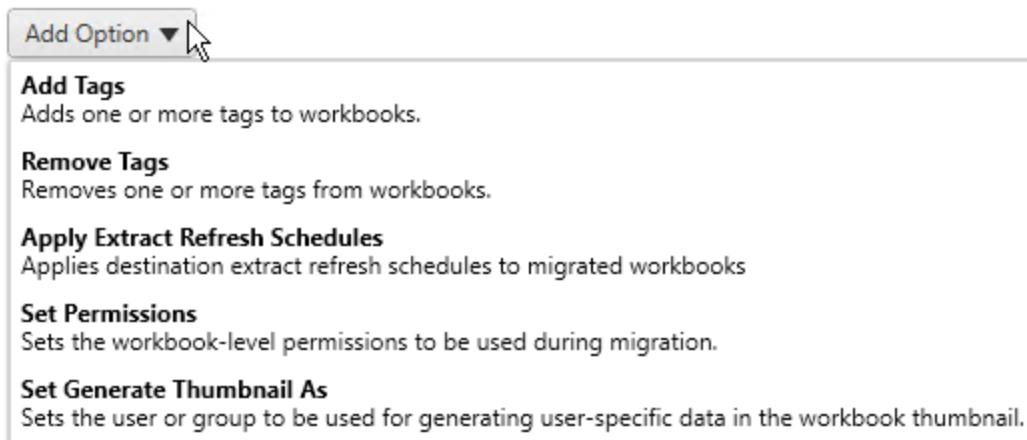 Add Option
Add Tags
Adds one or more tags to workbooks.
Remove Tags
Removes one or more tags from workbooks.
Apply Extract Refresh Schedules
Applies destination extract refresh schedules to migrated workbooks
Set Permissions
Sets the workbook-level permissions to be used during migration.
Set Generate Thumbnail As
Sets the user or group to be used for generating user-specific data in the workbook thumbnail.